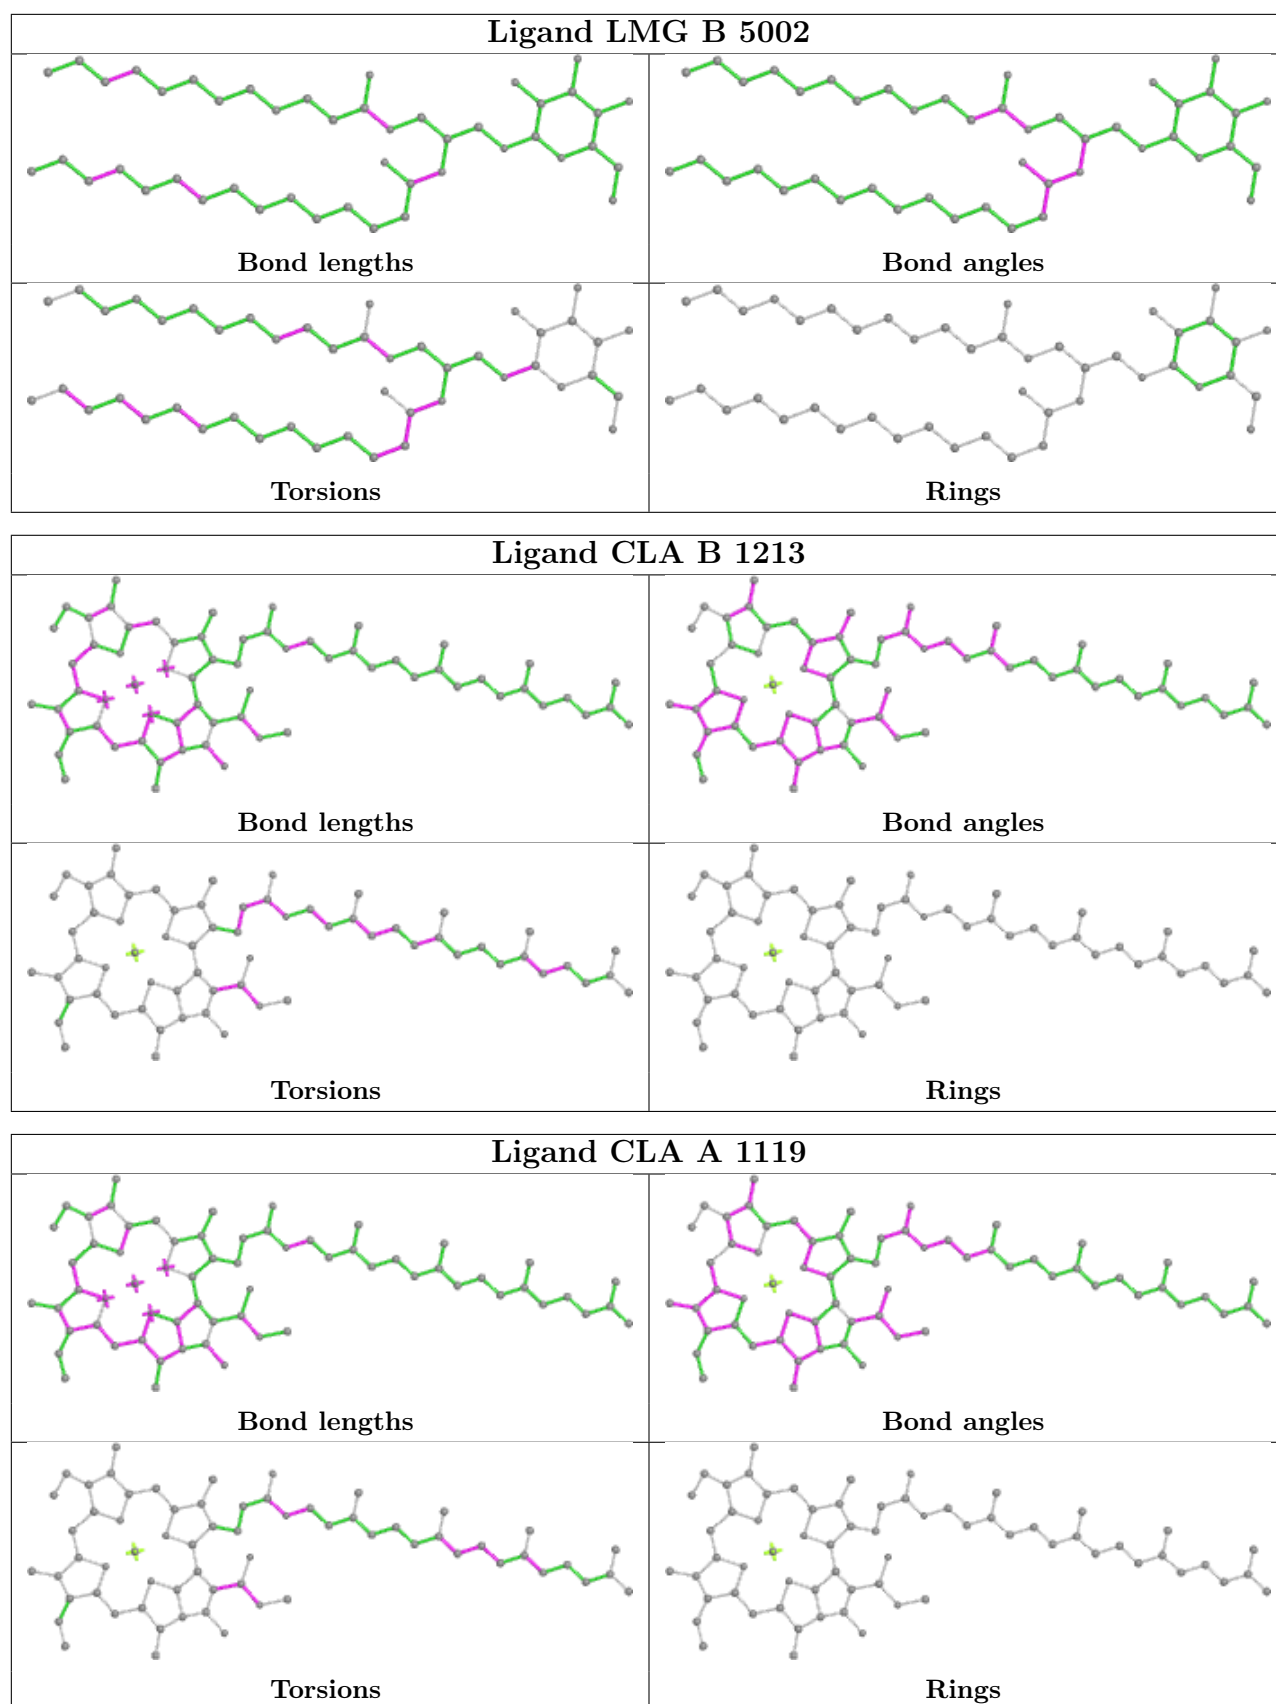 Ligand LMG B 5002
Bond lengths
Bond angles
Torsions
Rings
Ligand CLA B 1213
Bond lengths
Bond angles
Torsions
Rings
Ligand CLA A 1119
Bond lengths
Bond angles
Torsions
Rings